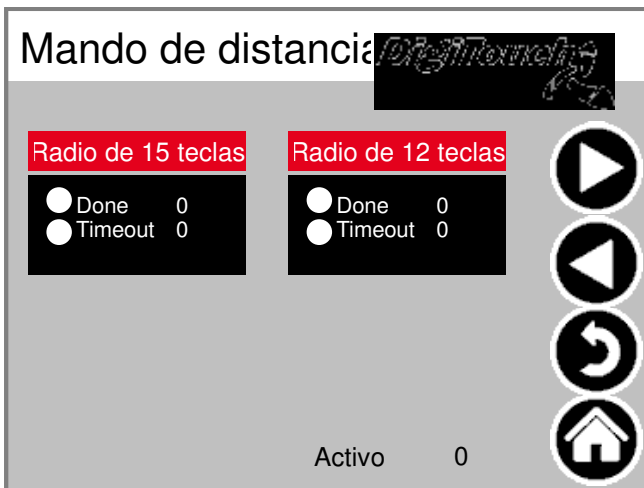 Mando de distancia
DigiTouch
Radio de 15 teclas
Done 0
Timeout 0
Radio de 12 teclas
Done 0
Timeout 0
Activo 0